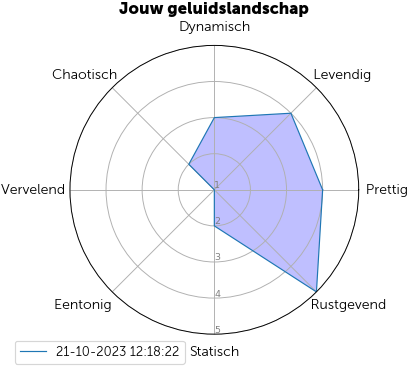 Jouw geluidslandschap
Dynamisch
Chaotisch
Levendig
Vervelend
1
Prettig
2
3
4
Eentonig
Rustgevend
5
21-10-2023 12:18:22
Statisch